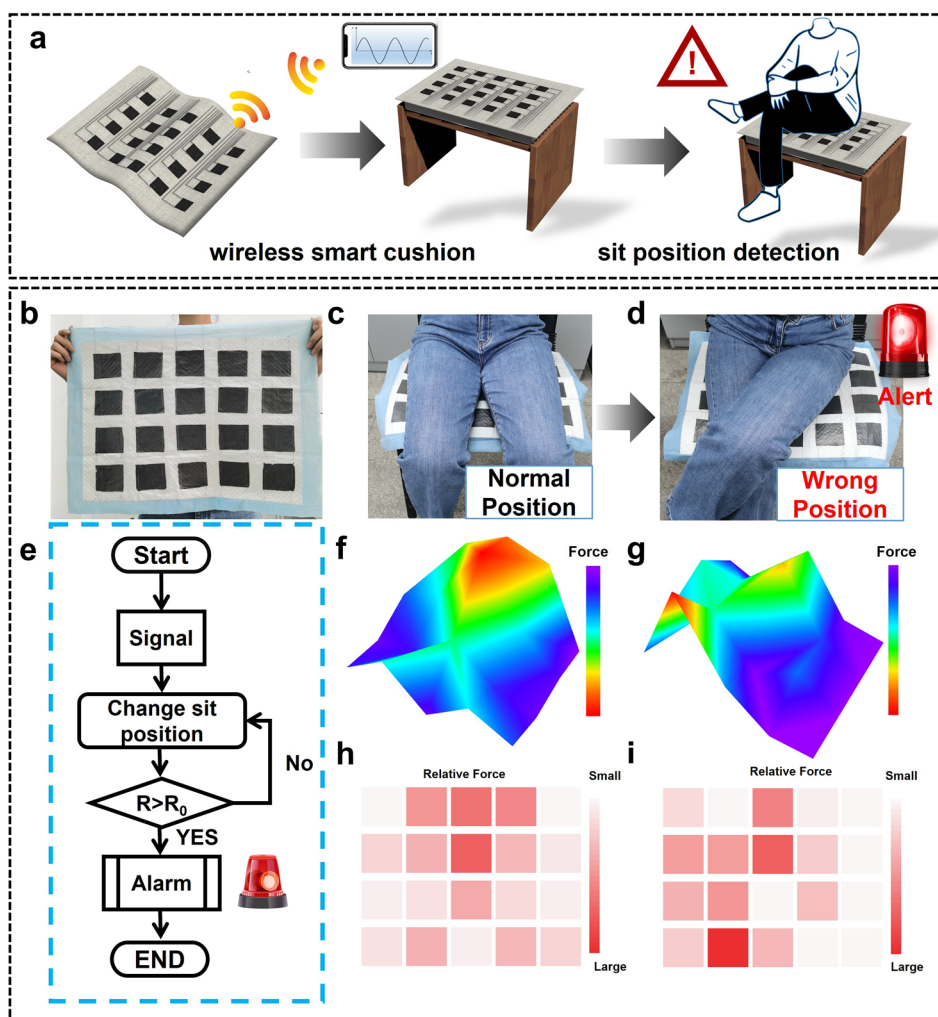 a
!
wireless smart cushion
sit position detection
b
c
d
Alert
Normal
Position
Wrong
Position
e
Start
Signal
Change sit
position
No
R>R₀
YES
Alarm
END
f
Force
g
Force
h
Relative Force
Small
Large
i
Relative Force
Small
Large